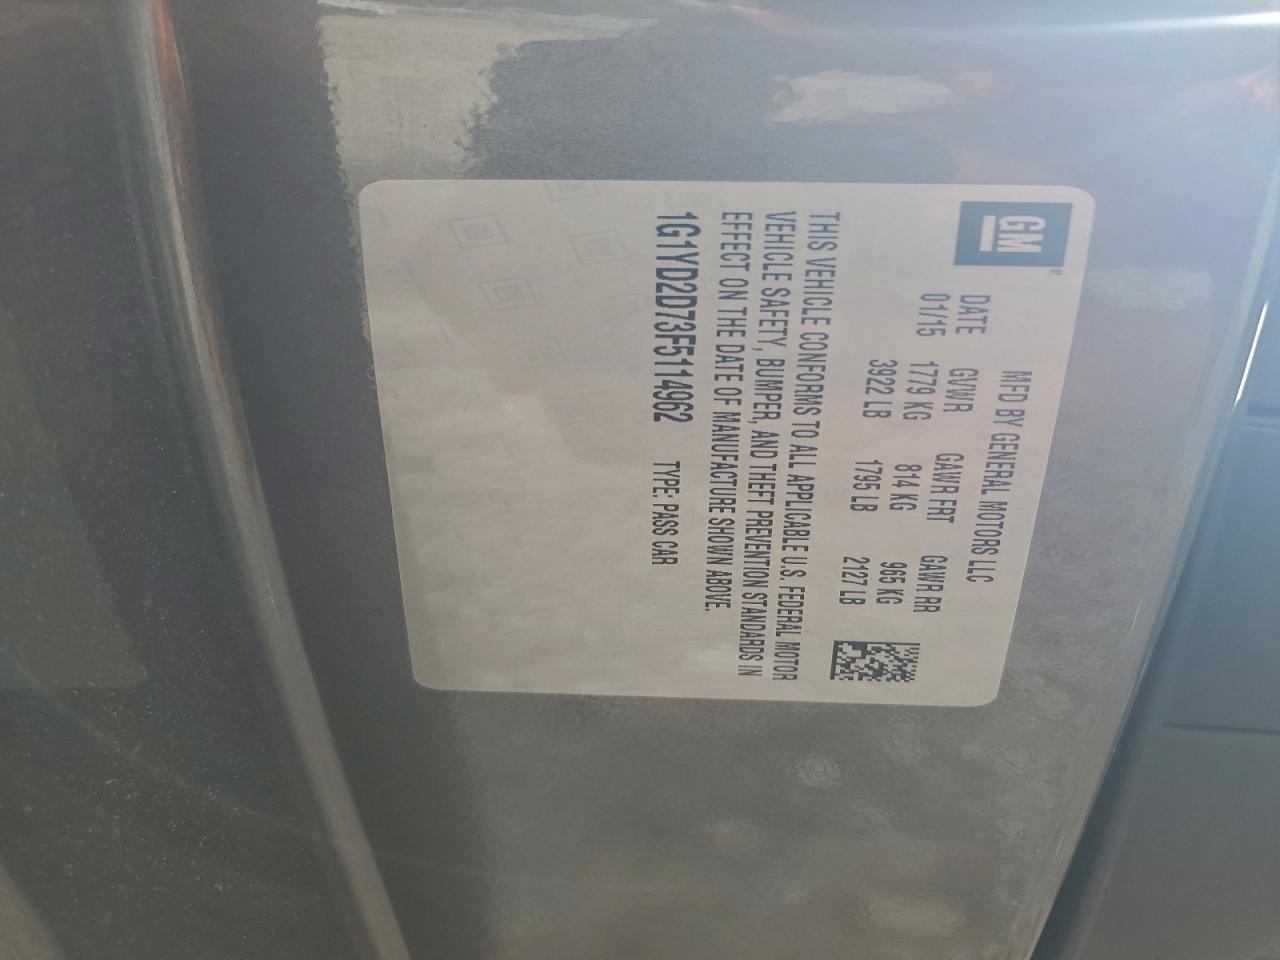 GM
MFD BY GENERAL MOTORS LLC
DATE GVWR GAWR FRT GAWR RR
01/15 1779 KG 814 KG 965 KG
3922 LB 1795 LB 2127 LB
THIS VEHICLE CONFORMS TO ALL APPLICABLE U.S. FEDERAL MOTOR
VEHICLE SAFETY, BUMPER, AND THEFT PREVENTION STANDARDS IN
EFFECT ON THE DATE OF MANUFACTURE SHOWN ABOVE.
1G1YD2D73F5114962 TYPE: PASS CAR